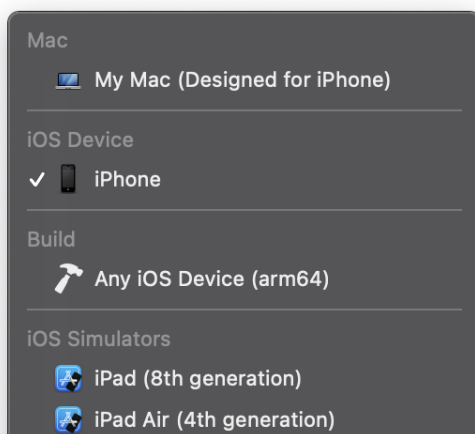 Mac
My Mac (Designed for iPhone)
iOS Device
iPhone
Build
Any iOS Device (arm64)
iOS Simulators
iPad (8th generation)
iPad Air (4th generation)